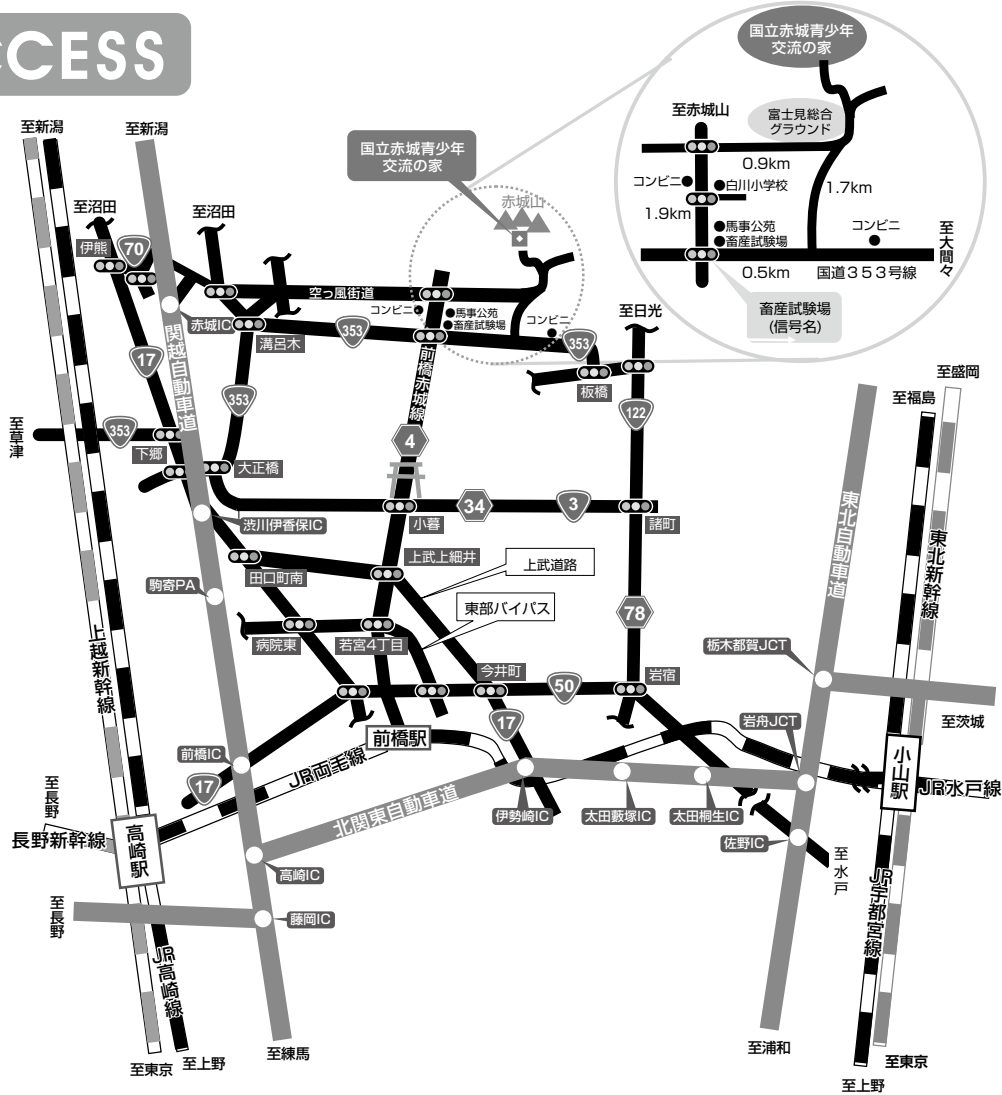 CCESS
国立赤城青少年
交流の家
至赤城山
富士見総合
グラウンド
0.9km
コンビニ
白川小学校
1.7km
1.9km
馬事公苑
畜産試験場
コンビニ
至大間々
0.5km
国道353号線
畜産試験場
(信号名)
至新潟
至新潟
国立赤城青少年
交流の家
赤城山
至沼田
至沼田
伊熊
70
空っ風街道
コンビニ
馬事公苑
畜産試験場
コンビニ
至日光
赤城IC
溝呂木
353
353
板橋
17
関越自動車道
前橋赤城線
353
122
至盛岡
至福島
至草津
353
下郷
大正橋
4
34
3
小暮
諸町
渋川伊香保IC
東北自動車道
東北新幹線
上武上細井
上武道路
田口町南
駒寄PA
東部バイパス
78
上越新幹線
病院東
若宮4丁目
今井町
岩宿
栃木都賀JCT
50
17
至茨城
岩舟JCT
前橋駅
前橋IC
小山駅
17
JR両毛線
JR水戸線
至長野
長野新幹線
北関東自動車道
伊勢崎IC
太田藪塚IC
太田桐生IC
高崎駅
佐野IC
至水戸
高崎IC
至長野
藤岡IC
JR宇都宮線
JR高崎線
至練馬
至浦和
至東京
至上野
至東京
至上野